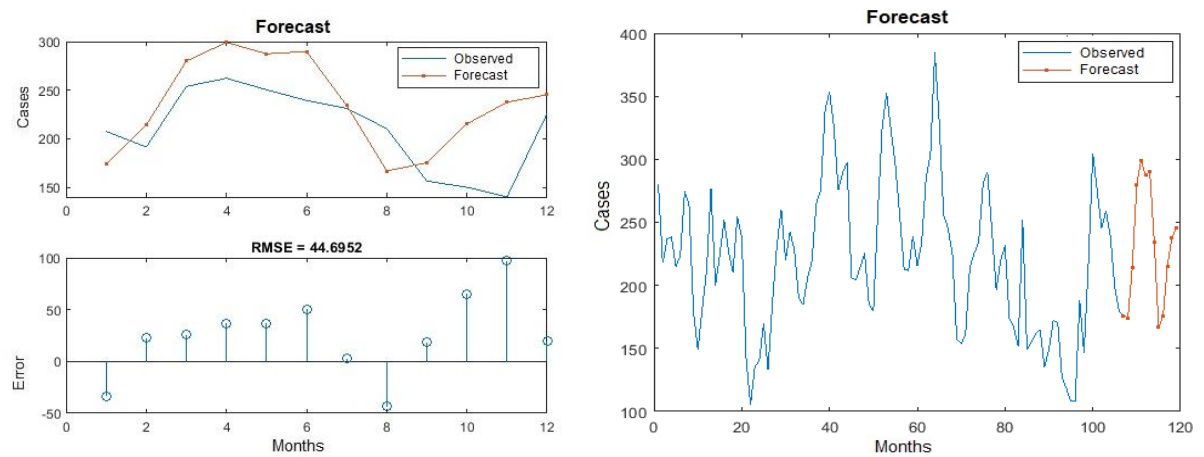 Forecast
300
250
200
150
Cases
Observed
Forecast
0 2 4 6 8 10 12
RMSE = 44.6952
100
50
0
-50
Error
0 2 4 6 8 10 12
Months
Forecast
400
350
300
250
200
150
100
Cases
Observed
Forecast
0 20 40 60 80 100 120
Months